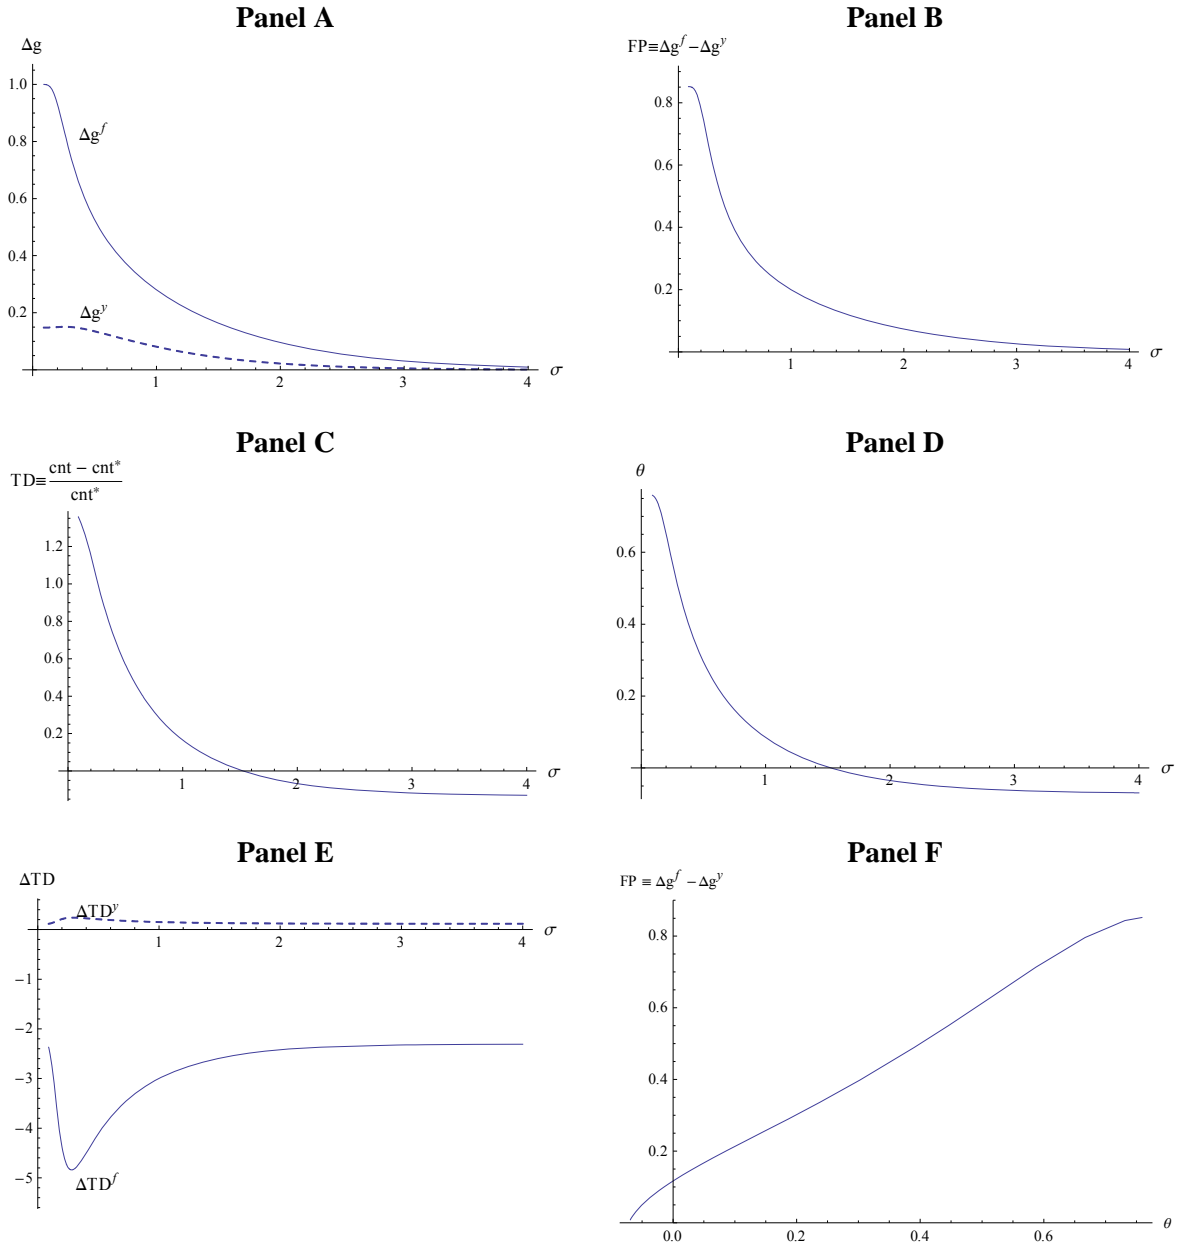 Panel A
Δg
1.0
0.8
0.6
0.4
0.2
Δg^f
Δg^y
1 2 3 4 σ
Panel B
FP≡Δg^f−Δg^y
0.8
0.6
0.4
0.2
1 2 3 4 σ
Panel C
TD≡ cnt − cnt*
cnt*
1.2
1.0
0.8
0.6
0.4
0.2
1 2 3 4 σ
Panel D
θ
0.6
0.4
0.2
1 2 3 4 σ
Panel E
ΔTD
ΔTD^y
1 2 3 4 σ
−1
−2
−3
−4
−5
ΔTD^f
Panel F
FP ≡ Δg^f −Δg^y
0.8
0.6
0.4
0.2
0.0 0.2 0.4 0.6 θ